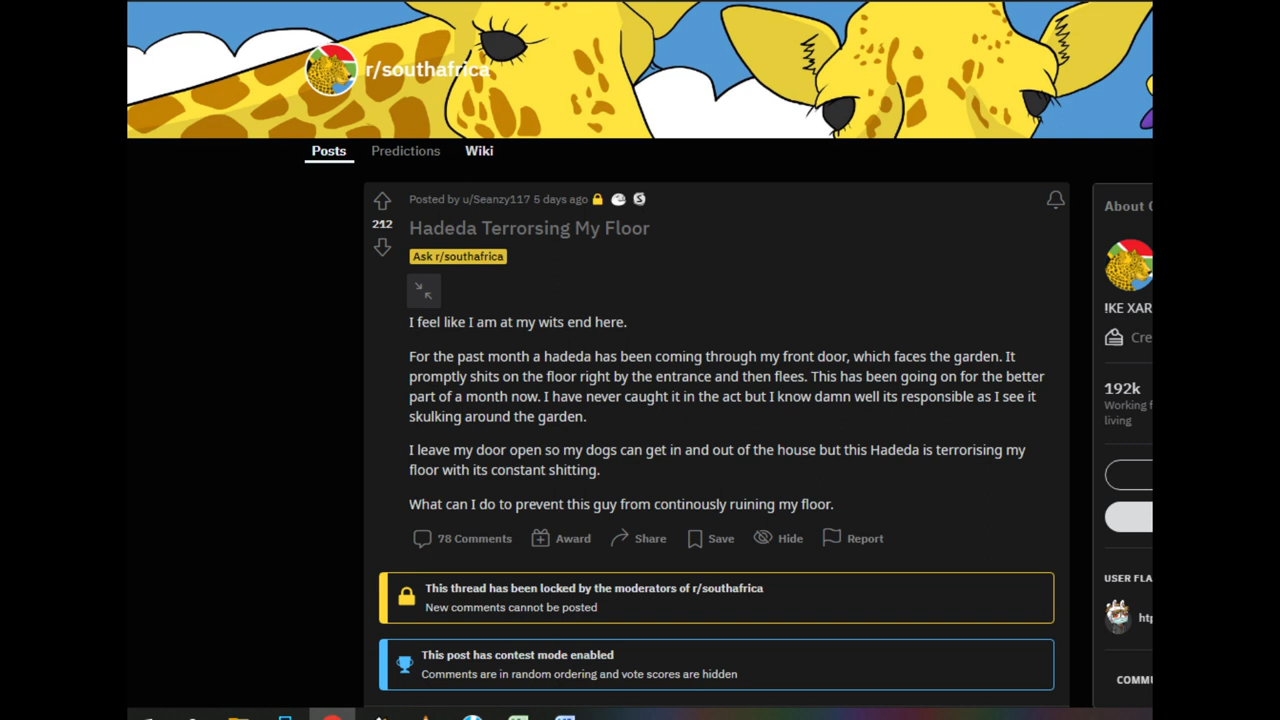 r/southafrica
Posts Predictions Wiki
Posted by u/Seanzy117 5 days ago
212
Hadeda Terrorsing My Floor
Ask r/southafrica
I feel like I am at my wits end here.
For the past month a hadeda has been coming through my front door, which faces the garden. It
promptly shits on the floor right by the entrance and then flees. This has been going on for the better
part of a month now. I have never caught it in the act but I know damn well its responsible as I see it
skulking around the garden.
I leave my door open so my dogs can get in and out of the house but this Hadeda is terrorising my
floor with its constant shitting.
What can I do to prevent this guy from continously ruining my floor.
78 Comments Award Share Save Hide Report
This thread has been locked by the moderators of r/southafrica
New comments cannot be posted
This post has contest mode enabled
Comments are in random ordering and vote scores are hidden
About
!KE XAR
Cre
192k
Working f
living
USER FLA
htp
COMMU